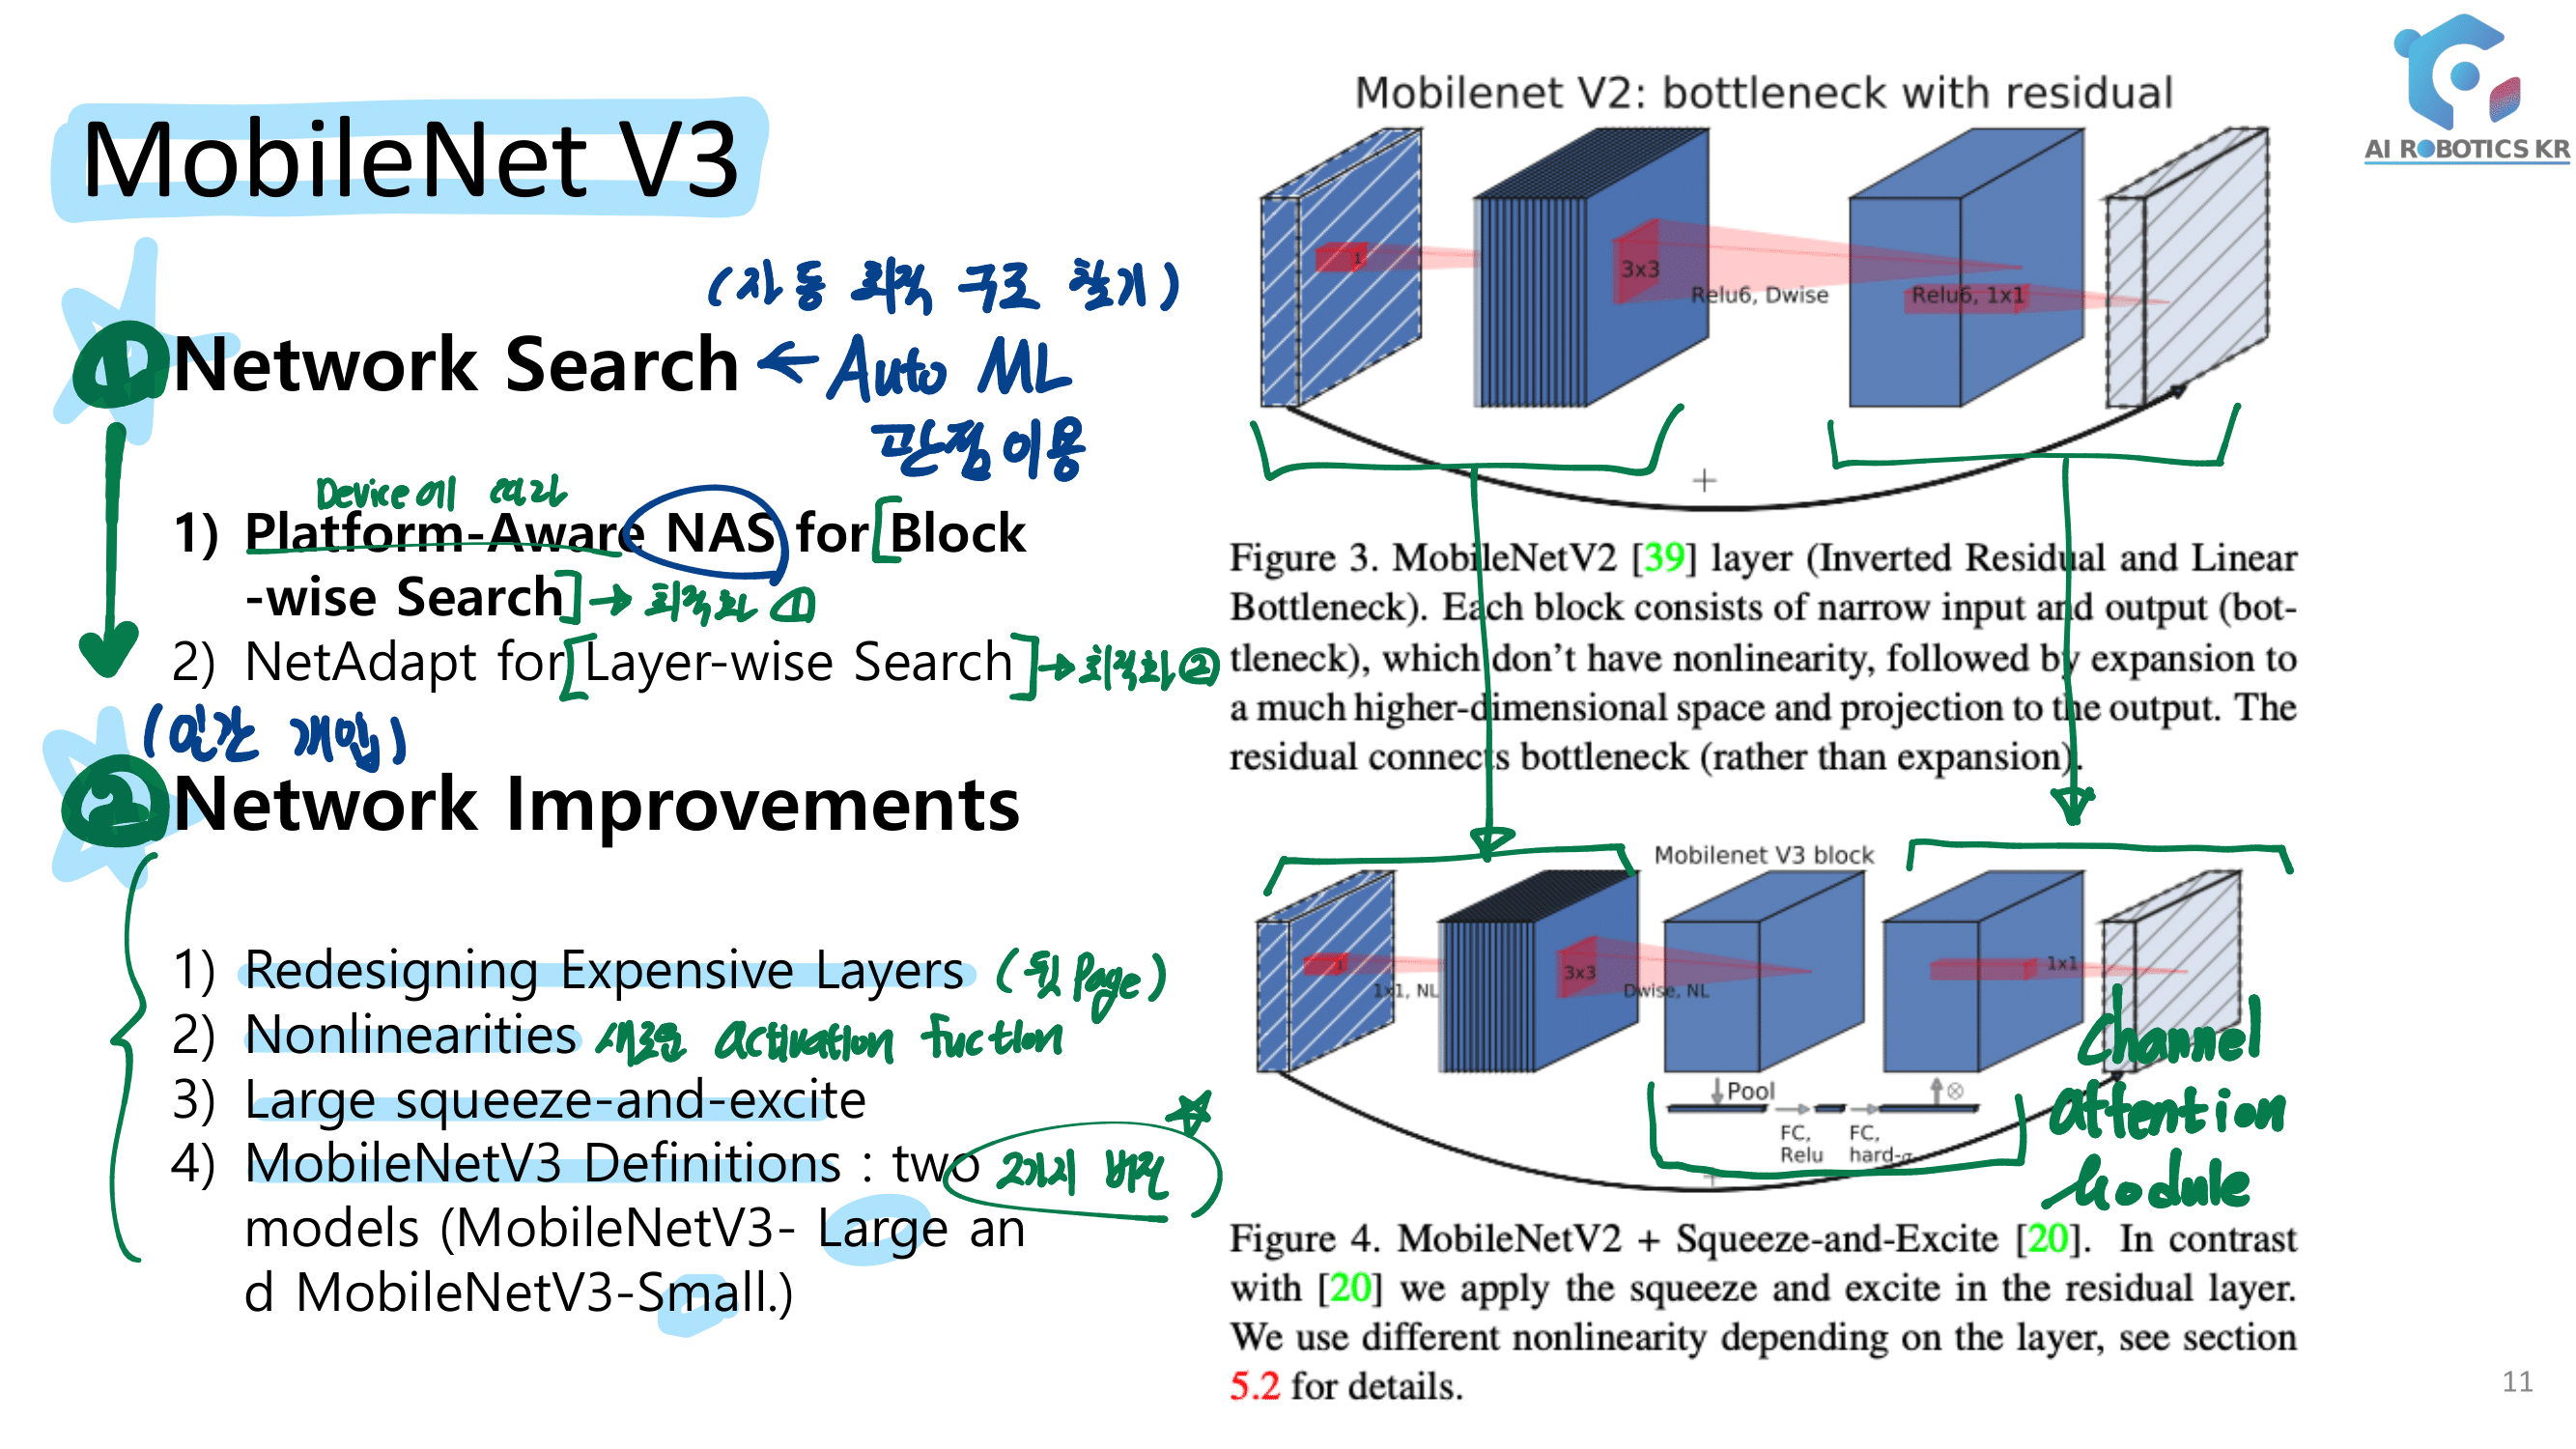 MobileNet V3
AI ROBOTICS KR
(자동 최적 구조 찾기)
1 Network Search ← Auto ML
관점 이용
Device에 따라
1) Platform-Aware NAS for [Block
-wise Search] → 최적화 ①
2) NetAdapt for [Layer-wise Search] → 최적화 ②
(인간 개입)
2 Network Improvements
1) Redesigning Expensive Layers (뒷 Page)
2) Nonlinearities 새로운 activation fuction
3) Large squeeze-and-excite
4) MobileNetV3 Definitions : two 2가지 버전
models (MobileNetV3- Large an
d MobileNetV3-Small.)
Mobilenet V2: bottleneck with residual
1
3x3
Relu6, Dwise
Relu6, 1x1
+
Figure 3. MobileNetV2 [39] layer (Inverted Residual and Linear
Bottleneck). Each block consists of narrow input and output (bot-
tleneck), which don’t have nonlinearity, followed by expansion to
a much higher-dimensional space and projection to the output. The
residual connects bottleneck (rather than expansion).
Mobilenet V3 block
1x1, NL
3x3
Dwise, NL
1x1
Pool
⊗
FC,
Relu
FC,
hard-σ
+
Channel
attention
Module
Figure 4. MobileNetV2 + Squeeze-and-Excite [20]. In contrast
with [20] we apply the squeeze and excite in the residual layer.
We use different nonlinearity depending on the layer, see section
5.2 for details.
11